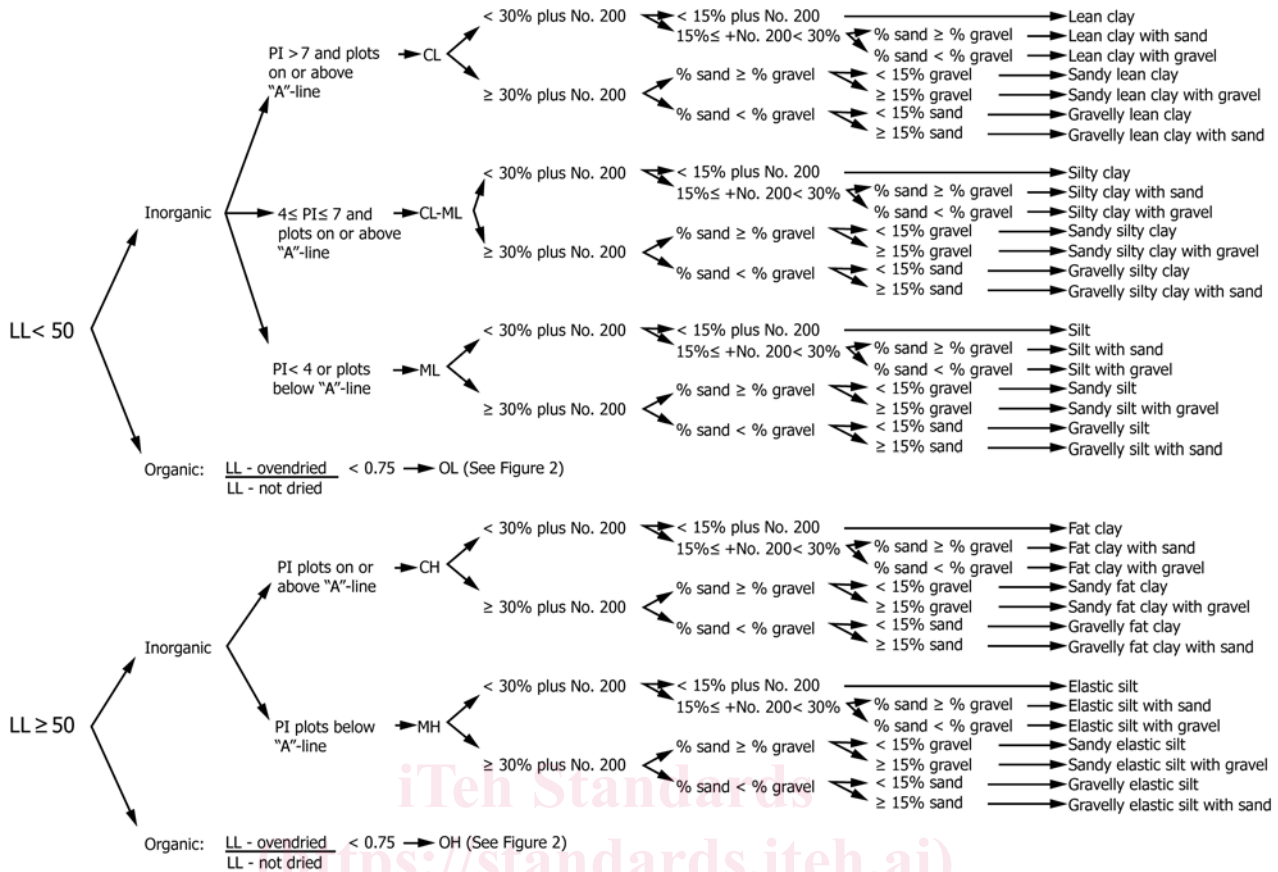 < 30% plus No. 200 < 15% plus No. 200 Lean clay
PI >7 and plots on or above "A"-line CL 15%≤ +No. 200< 30% % sand ≥ % gravel Lean clay with sand
% sand < % gravel Lean clay with gravel
≥ 30% plus No. 200 % sand ≥ % gravel < 15% gravel Sandy lean clay
≥ 15% gravel Sandy lean clay with gravel
% sand < % gravel < 15% sand Gravelly lean clay
≥ 15% sand Gravelly lean clay with sand
LL< 50 Inorganic
< 30% plus No. 200 < 15% plus No. 200 Silty clay
4≤ PI≤ 7 and plots on or above "A"-line CL-ML 15%≤ +No. 200< 30% % sand ≥ % gravel Silty clay with sand
% sand < % gravel Silty clay with gravel
≥ 30% plus No. 200 % sand ≥ % gravel < 15% gravel Sandy silty clay
≥ 15% gravel Sandy silty clay with gravel
% sand < % gravel < 15% sand Gravelly silty clay
≥ 15% sand Gravelly silty clay with sand
< 30% plus No. 200 < 15% plus No. 200 Silt
PI< 4 or plots below "A"-line ML 15%≤ +No. 200< 30% % sand ≥ % gravel Silt with sand
% sand < % gravel Silt with gravel
≥ 30% plus No. 200 % sand ≥ % gravel < 15% gravel Sandy silt
≥ 15% gravel Sandy silt with gravel
% sand < % gravel < 15% sand Gravelly silt
≥ 15% sand Gravelly silt with sand
Organic: LL - ovendried < 0.75 OL (See Figure 2)
LL - not dried
< 30% plus No. 200 < 15% plus No. 200 Fat clay
PI plots on or above "A"-line CH 15%≤ +No. 200< 30% % sand ≥ % gravel Fat clay with sand
% sand < % gravel Fat clay with gravel
≥ 30% plus No. 200 % sand ≥ % gravel < 15% gravel Sandy fat clay
≥ 15% gravel Sandy fat clay with gravel
% sand < % gravel < 15% sand Gravelly fat clay
≥ 15% sand Gravelly fat clay with sand
LL ≥ 50 Inorganic
< 30% plus No. 200 < 15% plus No. 200 Elastic silt
PI plots below "A"-line MH 15%≤ +No. 200< 30% % sand ≥ % gravel Elastic silt with sand
% sand < % gravel Elastic silt with gravel
≥ 30% plus No. 200 % sand ≥ % gravel < 15% gravel Sandy elastic silt
≥ 15% gravel Sandy elastic silt with gravel
% sand < % gravel < 15% sand Gravelly elastic silt
≥ 15% sand Gravelly elastic silt with sand
iTeh Standards
Organic: LL - ovendried < 0.75 OH (See Figure 2)
LL - not dried
(https://standards.iteh.ai)